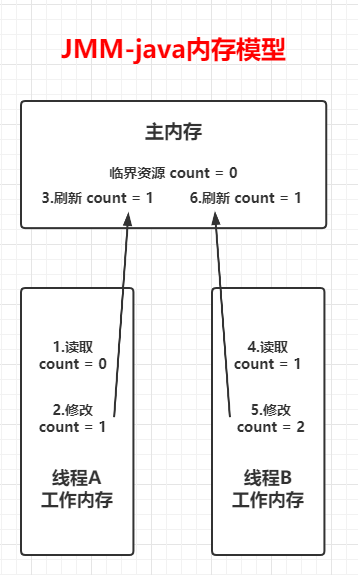 JMM-java内存模型
主内存
临界资源 count = 0
3.刷新 count = 1
6.刷新 count = 1
1.读取
count = 0
2.修改
count = 1
线程A
工作内存
4.读取
count = 1
5.修改
count = 2
线程B
工作内存